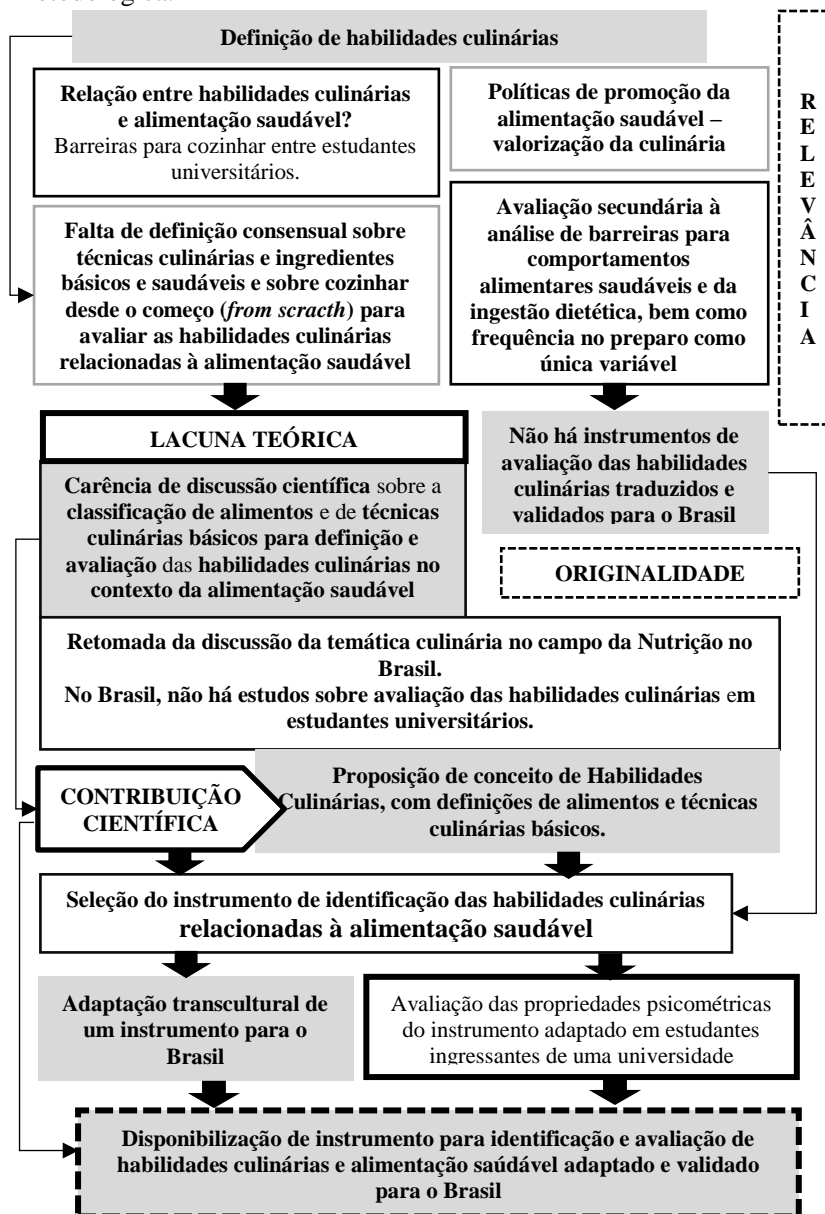 Definição de habilidades culinárias
Relação entre habilidades culinárias
e alimentação saudável?
Barreiras para cozinhar entre estudantes
universitários.
Políticas de promoção da
alimentação saudável –
valorização da culinária
R
E
L
E
V
Â
N
C
I
A
Falta de definição consensual sobre
técnicas culinárias e ingredientes
básicos e saudáveis e sobre cozinhar
desde o começo (from scracth) para
avaliar as habilidades culinárias
relacionadas à alimentação saudável
Avaliação secundária à
análise de barreiras para
comportamentos
alimentares saudáveis e da
ingestão dietética, bem como
frequência no preparo como
única variável
LACUNA TEÓRICA
Carência de discussão científica sobre a
classificação de alimentos e de técnicas
culinárias básicos para definição e
avaliação das habilidades culinárias no
contexto da alimentação saudável
Não há instrumentos de
avaliação das habilidades
culinárias traduzidos e
validados para o Brasil
ORIGINALIDADE
Retomada da discussão da temática culinária no campo da Nutrição no
Brasil.
No Brasil, não há estudos sobre avaliação das habilidades culinárias em
estudantes universitários.
CONTRIBUIÇÃO
CIENTÍFICA
Proposição de conceito de Habilidades
Culinárias, com definições de alimentos e técnicas
culinárias básicos.
Seleção do instrumento de identificação das habilidades culinárias
relacionadas à alimentação saudável
Adaptação transcultural de
um instrumento para o
Brasil
Avaliação das propriedades psicométricas
do instrumento adaptado em estudantes
ingressantes de uma universidade
Disponibilização de instrumento para identificação e avaliação de
habilidades culinárias e alimentação saúdável adaptado e validado
para o Brasil